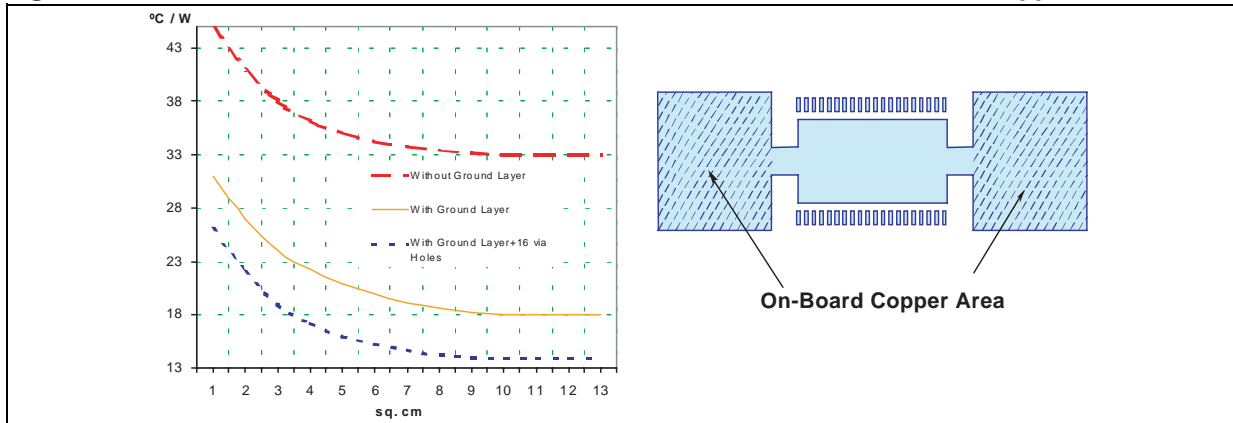 ºC / W
43
38
33
28
23
18
13
Without Ground Layer
With Ground Layer
With Ground Layer+16 via
Holes
1 2 3 4 5 6 7 8 9 10 11 12 13
sq. cm
On-Board Copper Area